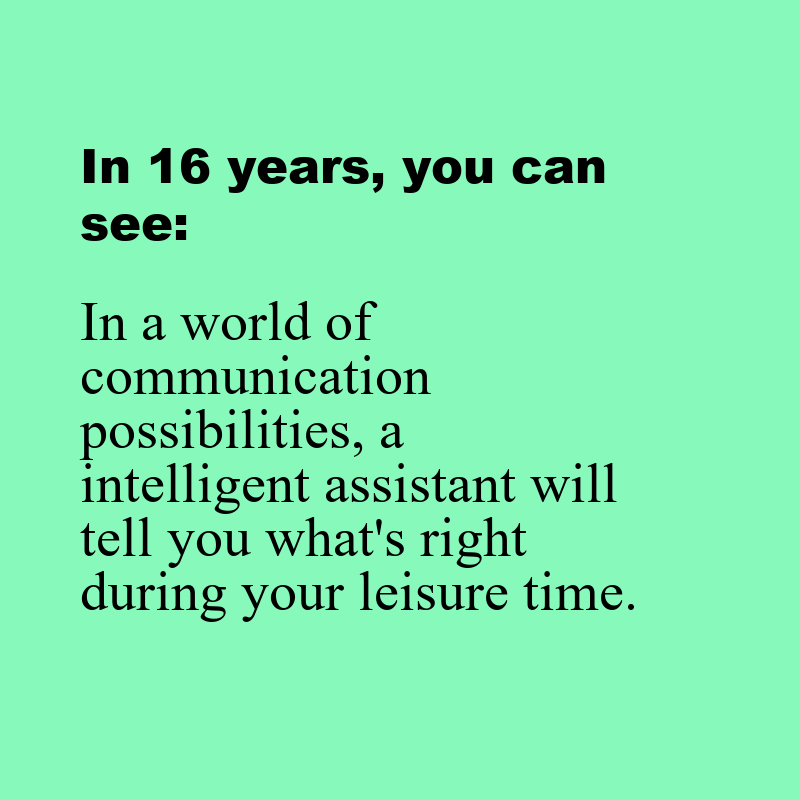 In 16 years, you can
see:
In a world of
communication
possibilities, a
intelligent assistant will
tell you what's right
during your leisure time.